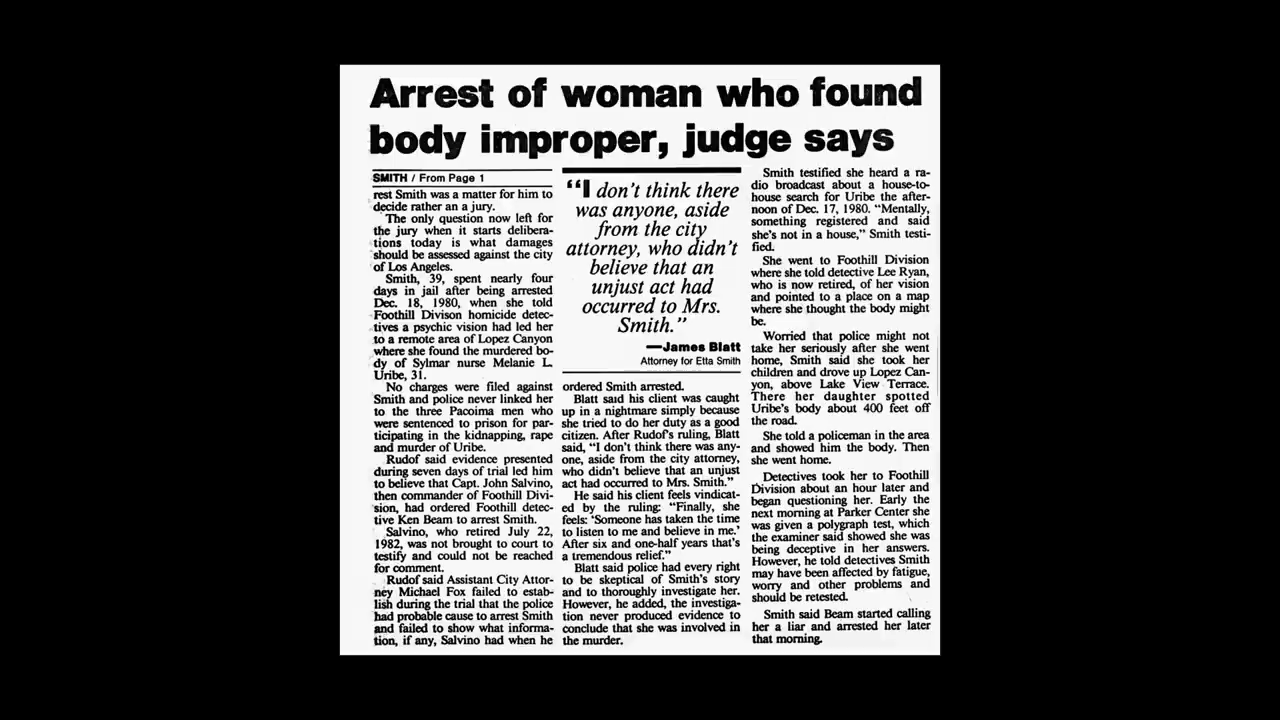 Arrest of woman who found
body improper, judge says
SMITH / From Page 1
rest Smith was a matter for him to
decide rather an a jury.
The only question now left for
the jury when it starts delibera-
tions today is what damages
should be assessed against the city
of Los Angeles.
Smith, 39, spent nearly four
days in jail after being arrested
Dec. 18, 1980, when she told
Foothill Divison homicide detec-
tives a psychic vision had led her
to a remote area of Lopez Canyon
where she found the murdered bo-
dy of Sylmar nurse Melanie L.
Uribe, 31.
No charges were filed against
Smith and police never linked her
to the three Pacoima men who
were sentenced to prison for par-
ticipating in the kidnapping, rape
and murder of Uribe.
Rudof said evidence presented
during seven days of trial led him
to believe that Capt. John Salvino,
then commander of Foothill Divi-
sion, had ordered Foothill detec-
tive Ken Beam to arrest Smith.
Salvino, who retired July 22,
1982, was not brought to court to
testify and could not be reached
for comment.
Rudof said Assistant City Attor-
ney Michael Fox failed to estab-
lish during the trial that the police
had probable cause to arrest Smith
and failed to show what informa-
tion, if any, Salvino had when he
“I don’t think there
was anyone, aside
from the city
attorney, who didn’t
believe that an
unjust act had
occurred to Mrs.
Smith.”
—James Blatt
Attorney for Etta Smith
ordered Smith arrested.
Blatt said his client was caught
up in a nightmare simply because
she tried to do her duty as a good
citizen. After Rudof’s ruling, Blatt
said, “I don’t think there was any-
one, aside from the city attorney,
who didn’t believe that an unjust
act had occurred to Mrs. Smith.”
He said his client feels vindicat-
ed by the ruling: “Finally, she
feels: ‘Someone has taken the time
to listen to me and believe in me.’
After six and one-half years that’s
a tremendous relief.”
Blatt said police had every right
to be skeptical of Smith’s story
and to thoroughly investigate her.
However, he added, the investiga-
tion never produced evidence to
conclude that she was involved in
the murder.
Smith testified she heard a ra-
dio broadcast about a house-to-
house search for Uribe the after-
noon of Dec. 17, 1980. “Mentally,
something registered and said
she’s not in a house,” Smith testi-
fied.
She went to Foothill Division
where she told detective Lee Ryan,
who is now retired, of her vision
and pointed to a place on a map
where she thought the body might
be.
Worried that police might not
take her seriously after she went
home, Smith said she took her
children and drove up Lopez Can-
yon, above Lake View Terrace.
There her daughter spotted
Uribe’s body about 400 feet off
the road.
She told a policeman in the area
and showed him the body. Then
she went home.
Detectives took her to Foothill
Division about an hour later and
began questioning her. Early the
next morning at Parker Center she
was given a polygraph test, which
the examiner said showed she was
being deceptive in her answers.
However, he told detectives Smith
may have been affected by fatigue,
worry and other problems and
should be retested.
Smith said Beam started calling
her a liar and arrested her later
that morning.